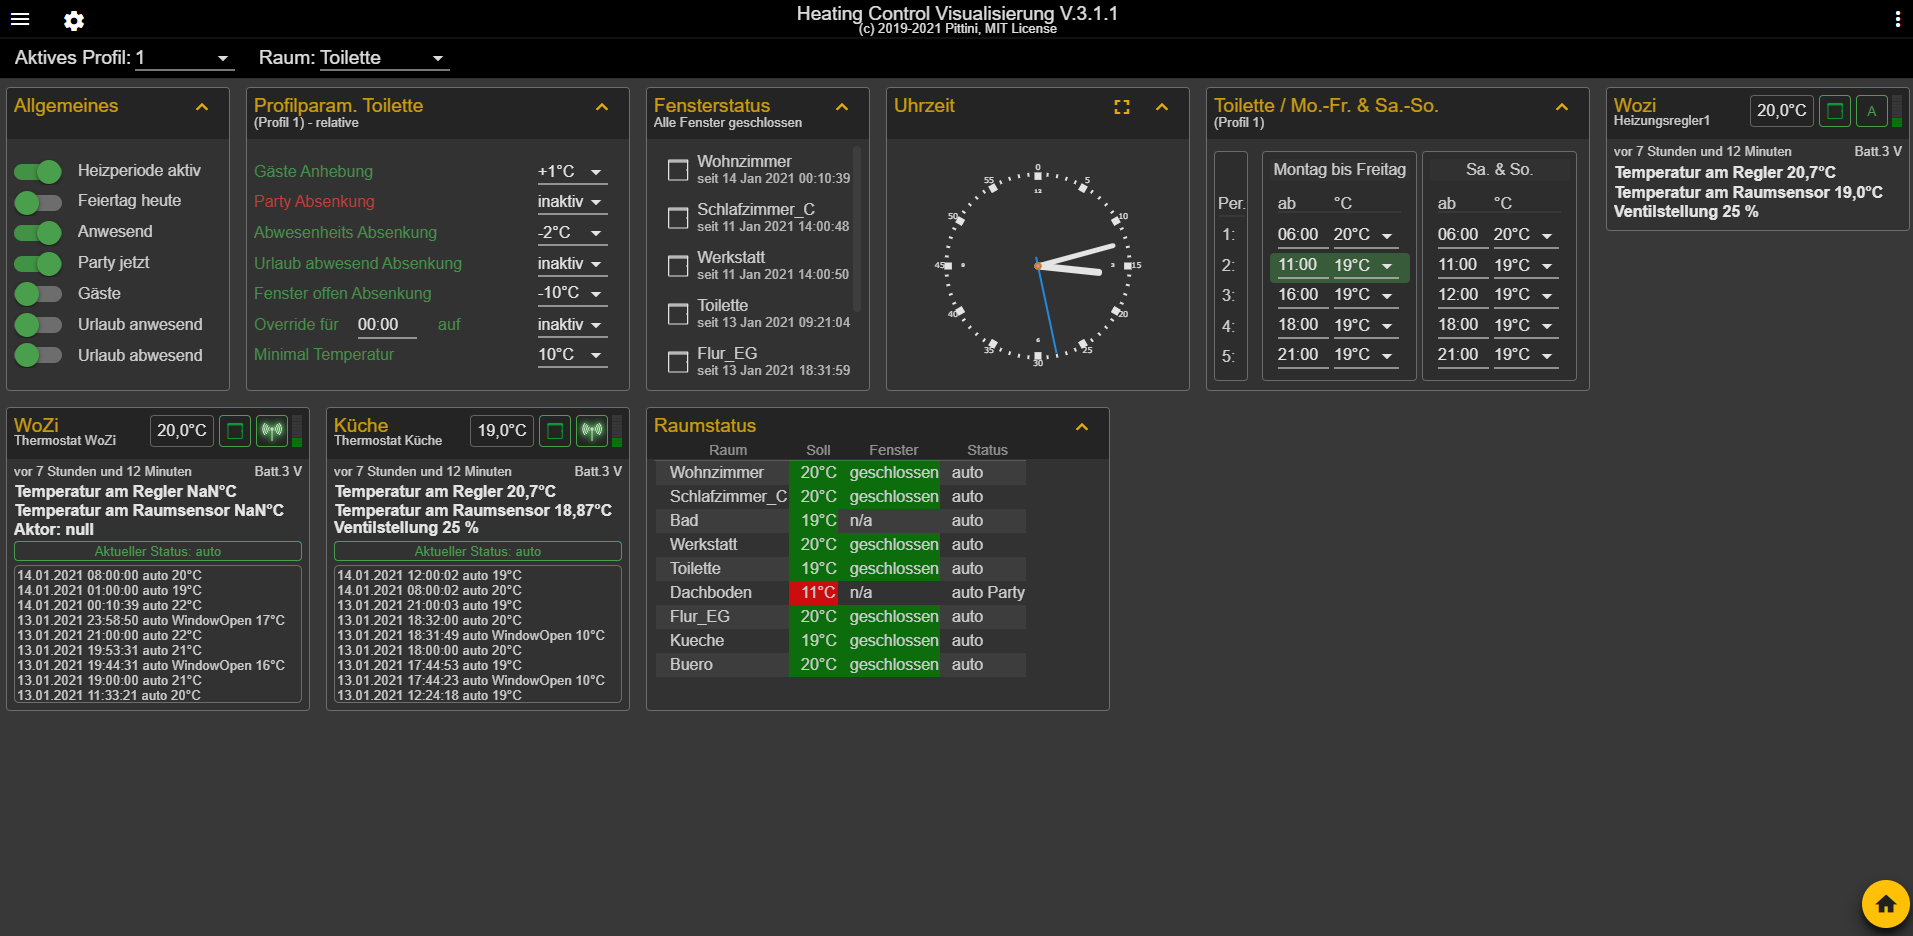 Heating Control Visualisierung V.3.1.1
(c) 2019-2021 Pittini, MIT License
Aktives Profil: 1
Raum: Toilette
Allgemeines
Heizperiode aktiv
Feiertag heute
Anwesend
Party jetzt
Gäste
Urlaub anwesend
Urlaub abwesend
Profilparam. Toilette
(Profil 1) - relative
Gäste Anhebung +1°C
Party Absenkung inaktiv
Abwesenheits Absenkung -2°C
Urlaub abwesend Absenkung inaktiv
Fenster offen Absenkung -10°C
Override für 00:00 auf inaktiv
Minimal Temperatur 10°C
Fensterstatus
Alle Fenster geschlossen
Wohnzimmer
seit 14 Jan 2021 00:10:39
Schlafzimmer_C
seit 11 Jan 2021 14:00:48
Werkstatt
seit 11 Jan 2021 14:00:50
Toilette
seit 13 Jan 2021 09:21:04
Flur_EG
seit 13 Jan 2021 18:31:59
Uhrzeit
0
5
10
15
20
25
30
35
40
45
50
55
12
3
6
9
Toilette / Mo.-Fr. & Sa.-So.
(Profil 1)
Montag bis Freitag Sa. & So.
Per. ab °C ab °C
1: 06:00 20°C 06:00 20°C
2: 11:00 19°C 11:00 19°C
3: 16:00 19°C 12:00 19°C
4: 18:00 19°C 18:00 19°C
5: 21:00 19°C 21:00 19°C
Wozi
Heizungsregler1
20,0°C
A
vor 7 Stunden und 12 Minuten Batt.3 V
Temperatur am Regler 20,7°C
Temperatur am Raumsensor 19,0°C
Ventilstellung 25 %
WoZi
Thermostat WoZi
20,0°C
vor 7 Stunden und 12 Minuten Batt.3 V
Temperatur am Regler NaN°C
Temperatur am Raumsensor NaN°C
Aktor: null
Aktueller Status: auto
14.01.2021 08:00:00 auto 20°C
14.01.2021 01:00:00 auto 19°C
14.01.2021 00:10:39 auto 22°C
13.01.2021 23:58:50 auto WindowOpen 17°C
13.01.2021 21:00:00 auto 22°C
13.01.2021 19:53:31 auto 21°C
13.01.2021 19:44:31 auto WindowOpen 16°C
13.01.2021 19:00:00 auto 21°C
13.01.2021 11:33:21 auto 20°C
Küche
Thermostat Küche
19,0°C
vor 7 Stunden und 12 Minuten Batt.3 V
Temperatur am Regler 20,7°C
Temperatur am Raumsensor 18,87°C
Ventilstellung 25 %
Aktueller Status: auto
14.01.2021 12:00:02 auto 19°C
14.01.2021 08:00:02 auto 20°C
13.01.2021 21:00:03 auto 19°C
13.01.2021 18:32:00 auto 20°C
13.01.2021 18:31:49 auto WindowOpen 10°C
13.01.2021 18:00:00 auto 20°C
13.01.2021 17:44:53 auto 19°C
13.01.2021 17:44:23 auto WindowOpen 10°C
13.01.2021 12:24:18 auto 19°C
Raumstatus
Raum Soll Fenster Status
Wohnzimmer 20°C geschlossen auto
Schlafzimmer_C 20°C geschlossen auto
Bad 19°C n/a auto
Werkstatt 20°C geschlossen auto
Toilette 19°C geschlossen auto
Dachboden 11°C n/a auto Party
Flur_EG 20°C geschlossen auto
Kueche 19°C geschlossen auto
Buero 20°C geschlossen auto